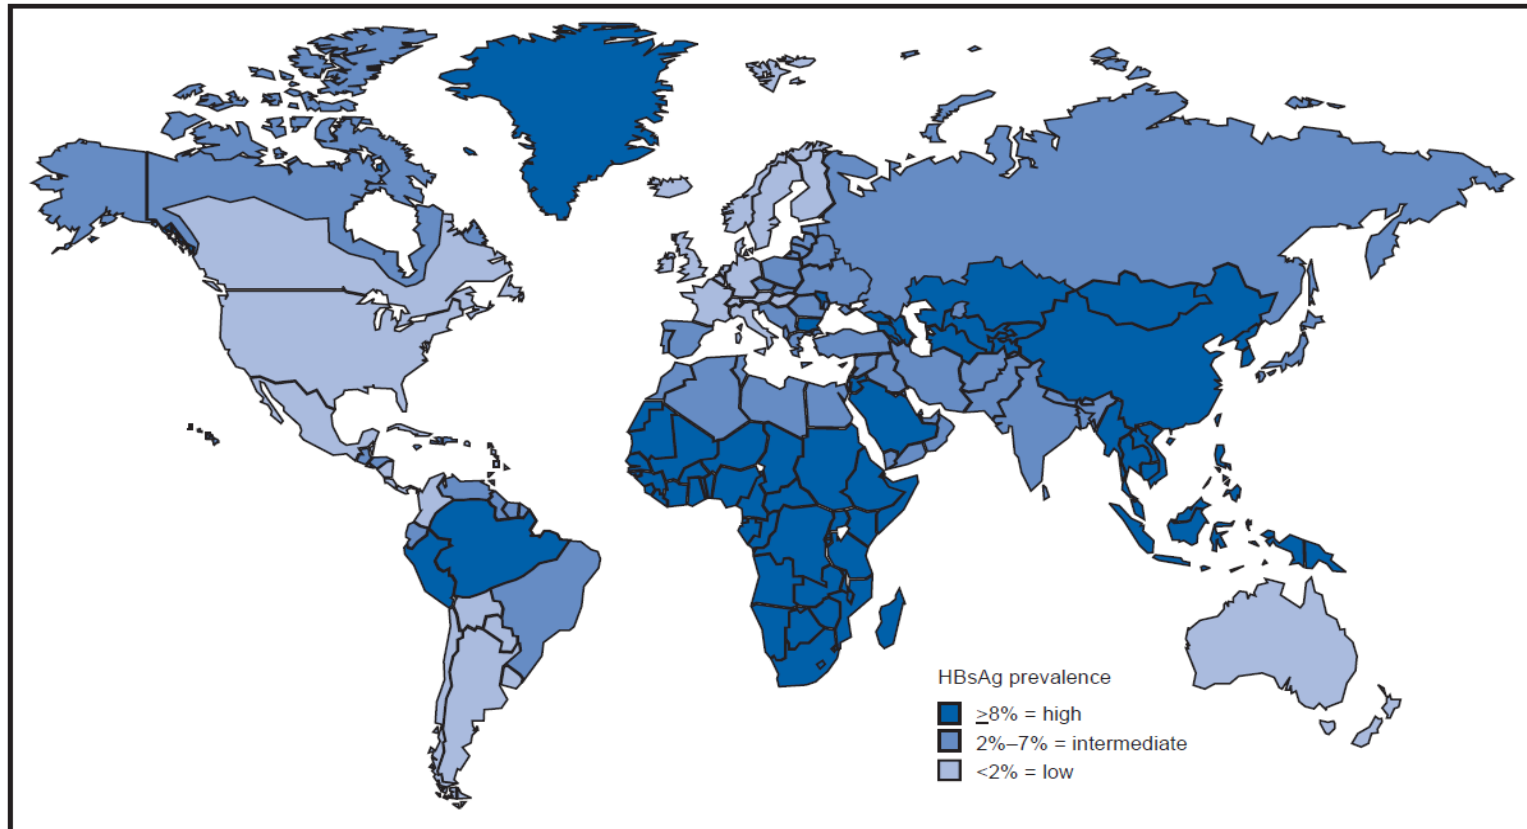 HBsAg prevalence
≥8% = high
2%–7% = intermediate
<2% = low